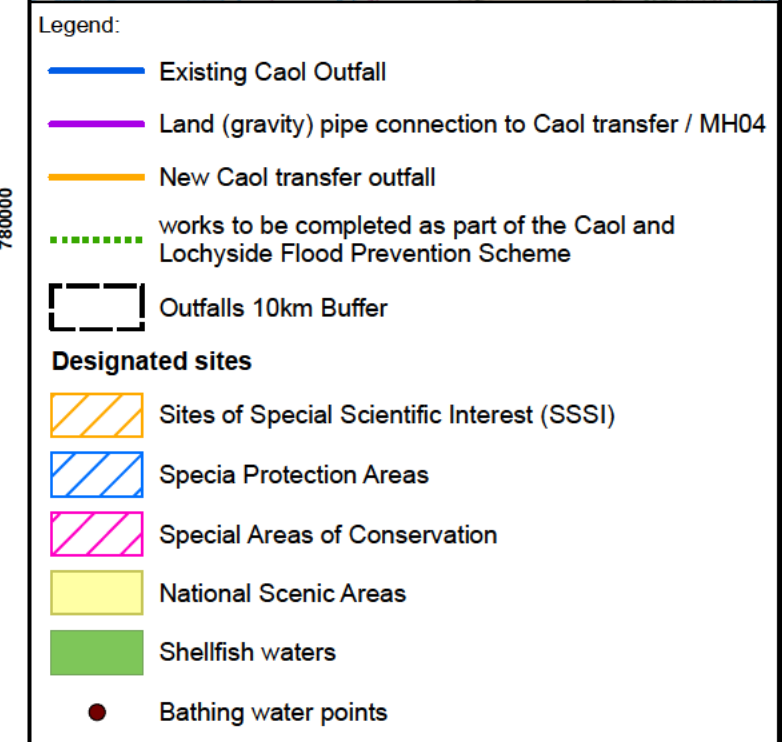 Legend:
Existing Caol Outfall
Land (gravity) pipe connection to Caol transfer / MH04
New Caol transfer outfall
780000
works to be completed as part of the Caol and
Lochyside Flood Prevention Scheme
Outfalls 10km Buffer
Designated sites
Sites of Special Scientific Interest (SSSI)
Specia Protection Areas
Special Areas of Conservation
National Scenic Areas
Shellfish waters
Bathing water points